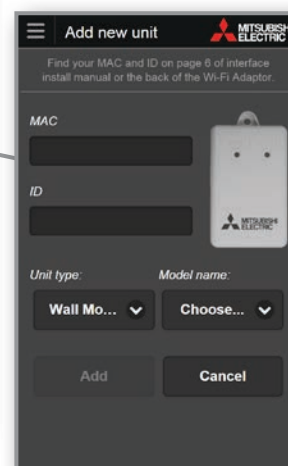 Add new unit
MITSUBISHI
ELECTRIC
Find your MAC and ID on page 6 of interface
install manual or the back of the Wi-Fi Adaptor.
MAC
ID
MITSUBISHI
ELECTRIC
Unit type:
Model name:
Wall Mo...
Choose...
Add
Cancel